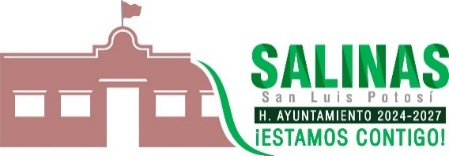 SALINAS
San Luis Potosí
H. AYUNTAMIENTO 2024-2027
¡ESTAMOS CONTIGO!